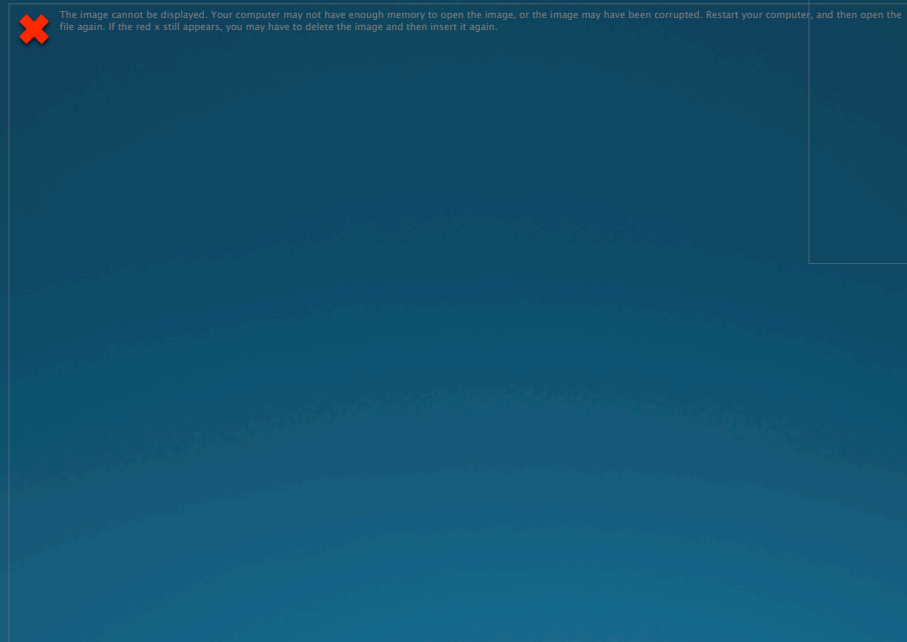 The image cannot be displayed. Your computer may not have enough memory to open the image, or the image may have been corrupted. Restart your computer, and then open the
file again. If the red x still appears, you may have to delete the image and then insert it again.